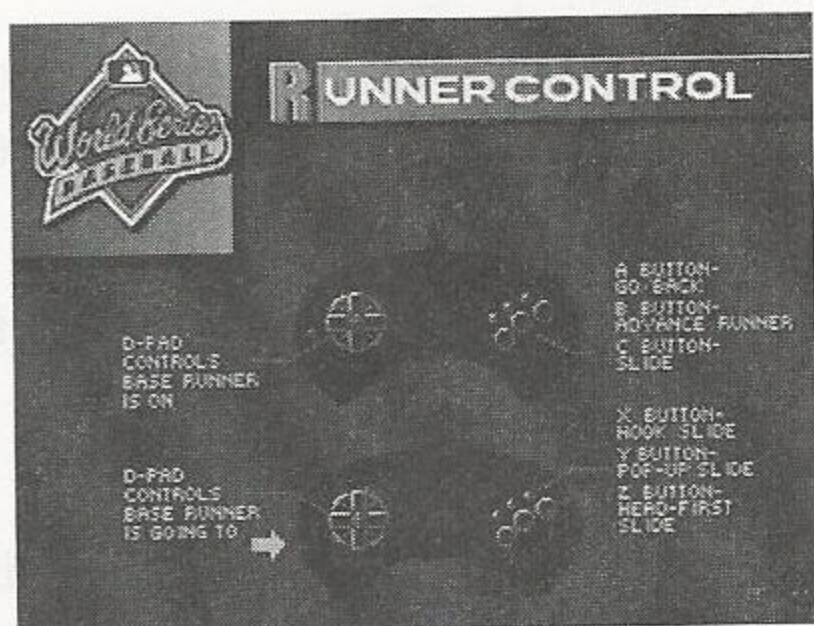 World Series
BASEBALL
RUNNER CONTROL
D-PAD
CONTROLS
BASE RUNNER
IS ON
A BUTTON-
GO BACK
B BUTTON-
ADVANCE RUNNER
C BUTTON-
SLIDE
D-PAD
CONTROLS
BASE RUNNER
IS GOING TO
X BUTTON-
HOOK SLIDE
Y BUTTON-
POP-UP SLIDE
Z BUTTON-
HEAD-FIRST
SLIDE